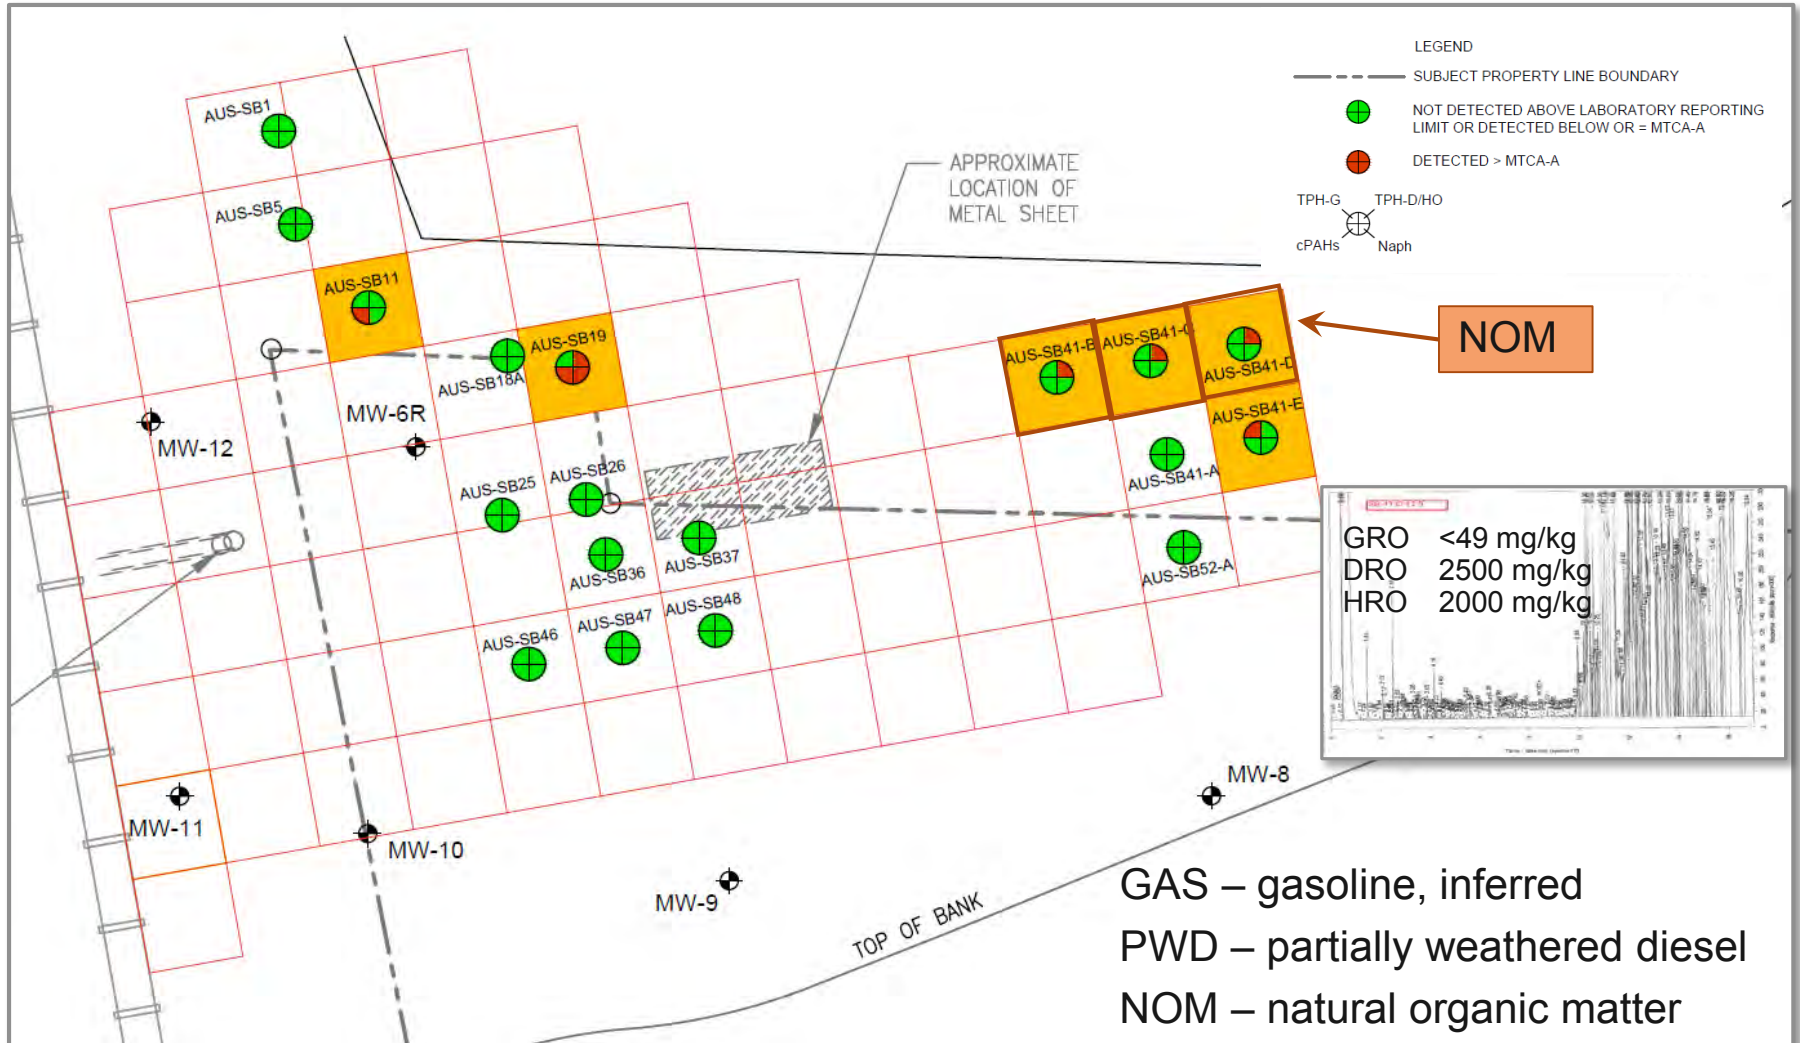 LEGEND
SUBJECT PROPERTY LINE BOUNDARY
NOT DETECTED ABOVE LABORATORY REPORTING
LIMIT OR DETECTED BELOW OR = MTCA-A
DETECTED > MTCA-A
TPH-G
TPH-D/HO
cPAHs
Naph
AUS-SB1
AUS-SB5
APPROXIMATE
LOCATION OF
METAL SHEET
AUS-SB11
AUS-SB18A
AUS-SB19
AUS-SB41-B
AUS-SB41-C
AUS-SB41-D
NOM
MW-12
MW-6R
AUS-SB41-E
AUS-SB41-A
AUS-SB25
AUS-SB26
AUS-SB36
AUS-SB37
AUS-SB52-A
GRO <49 mg/kg
DRO 2500 mg/kg
HRO 2000 mg/kg
AUS-SB46
AUS-SB47
AUS-SB48
MW-8
MW-11
MW-10
MW-9
TOP OF BANK
GAS – gasoline, inferred
PWD – partially weathered diesel
NOM – natural organic matter